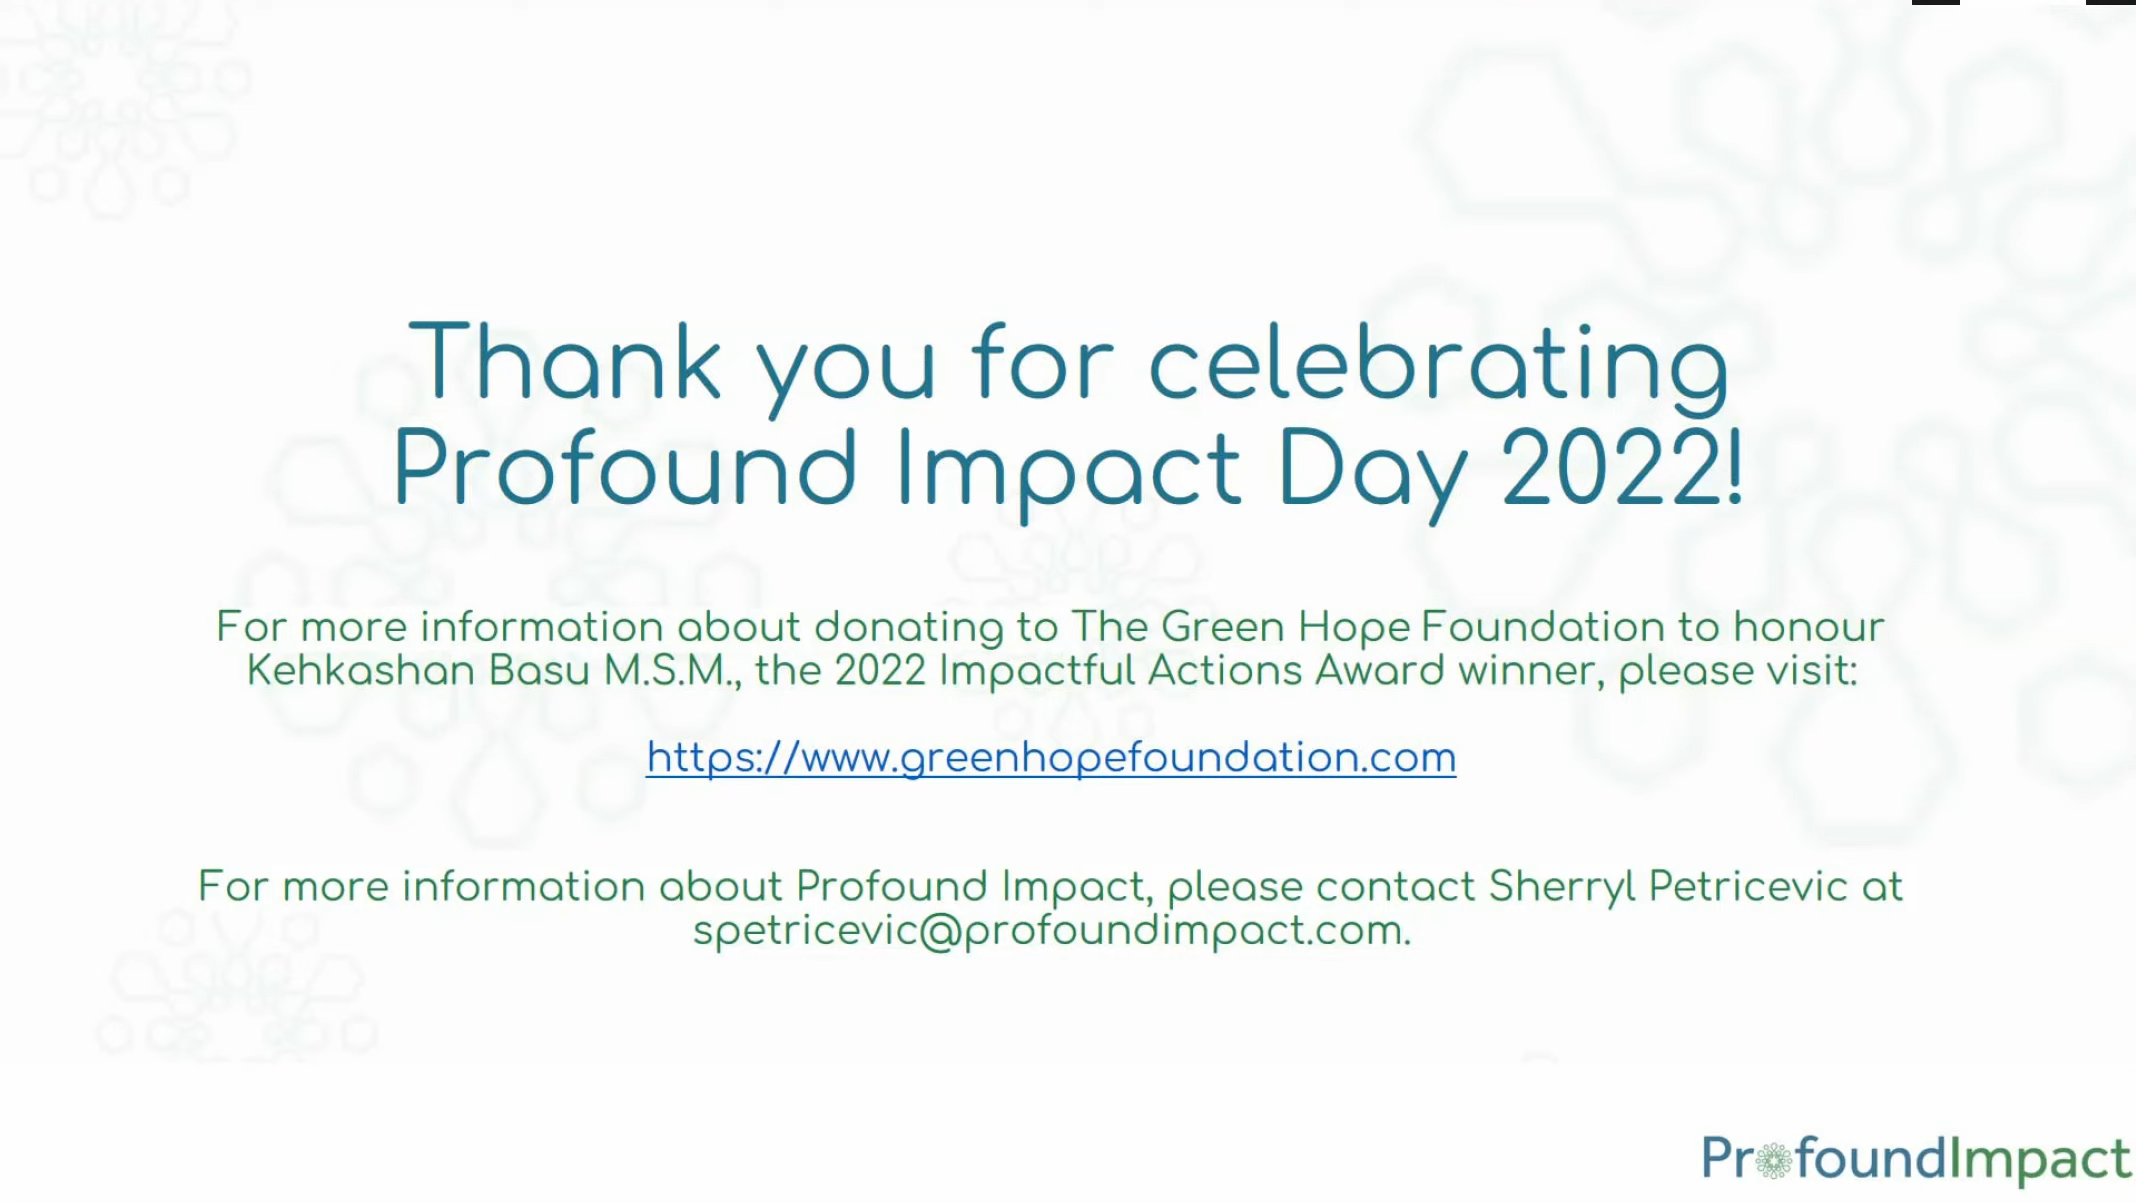 Thank you for celebrating
Profound Impact Day 2022!
For more information about donating to The Green Hope Foundation to honour
Kehkashan Basu M.S.M., the 2022 Impactful Actions Award winner, please visit:
https://www.greenhopefoundation.com
For more information about Profound Impact, please contact Sherryl Petricevic at
spetricevic@profoundimpact.com.
ProfoundImpact